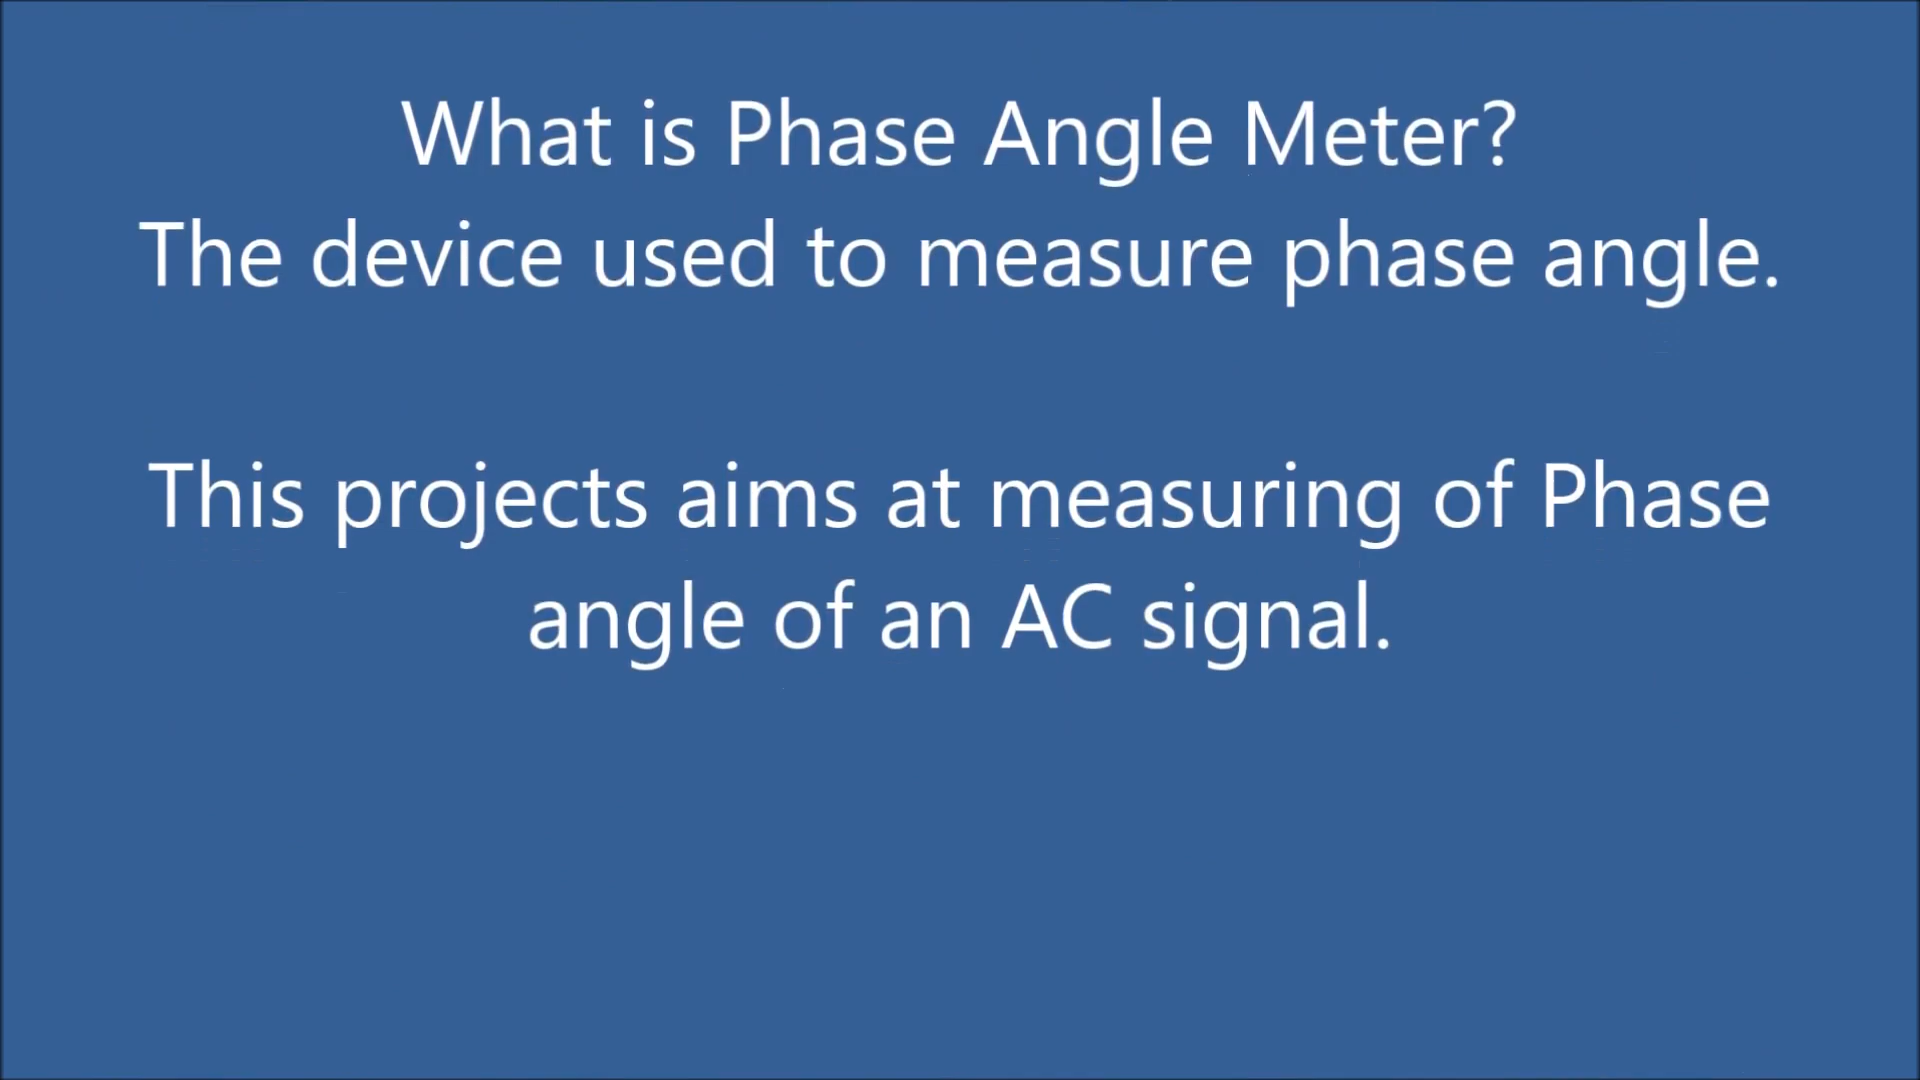 What is Phase Angle Meter?
The device used to measure phase angle.
This projects aims at measuring of Phase
angle of an AC signal.